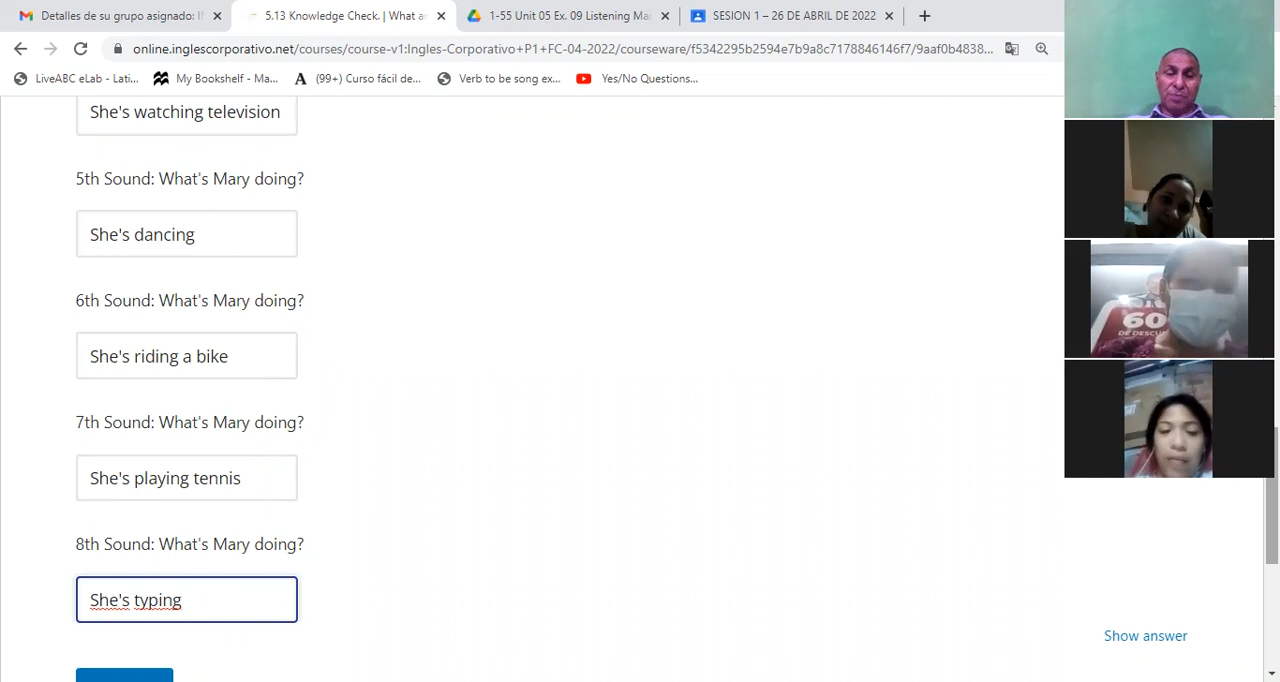 Detalles de su grupo asignado: I
5.13 Knowledge Check. | What a
1-55 Unit 05 Ex. 09 Listening Ma
SESION 1 – 26 DE ABRIL DE 2022
online.inglescorporativo.net/courses/course-v1:Ingles-Corporativo+P1+FC-04-2022/courseware/f5342295b2594e7b9a8c7178846146f7/9aaf0b4838...
LiveABC eLab - Lati...
My Bookshelf - Ma...
(99+) Curso fácil de...
Verb to be song ex...
Yes/No Questions...
She's watching television
5th Sound: What's Mary doing?
She's dancing
6th Sound: What's Mary doing?
She's riding a bike
7th Sound: What's Mary doing?
She's playing tennis
8th Sound: What's Mary doing?
She's typing
Show answer
60
DE DESCU